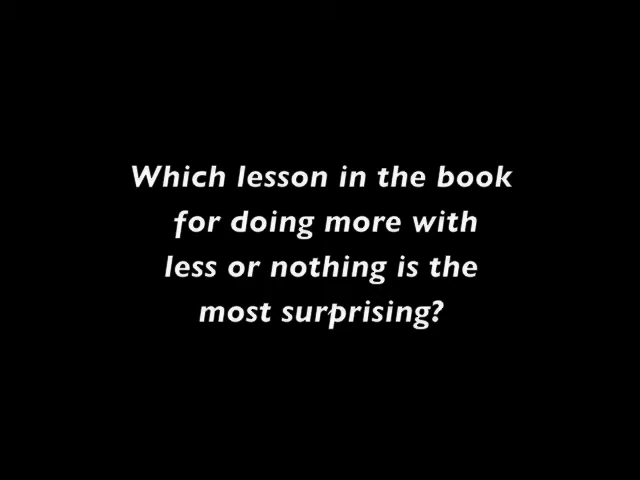 Which lesson in the book
for doing more with
less or nothing is the
most surprising?